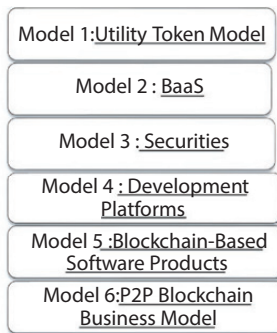 Model 1:Utility Token Model
Model 2 : BaaS
Model 3 : Securities
Model 4 : Development
Platforms
Model 5 :Blockchain-Based
Software Products
Model 6:P2P Blockchain
Business Model